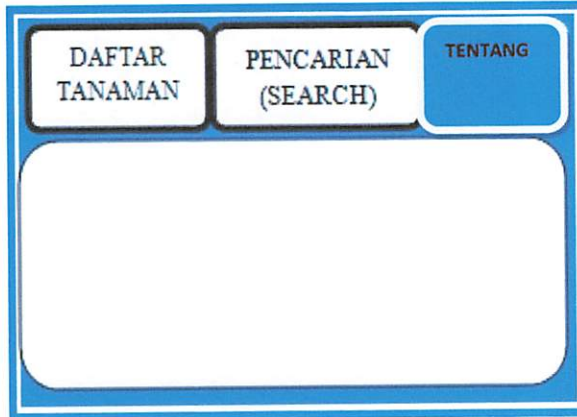 DAFTAR
TANAMAN
PENCARIAN
(SEARCH)
TENTANG